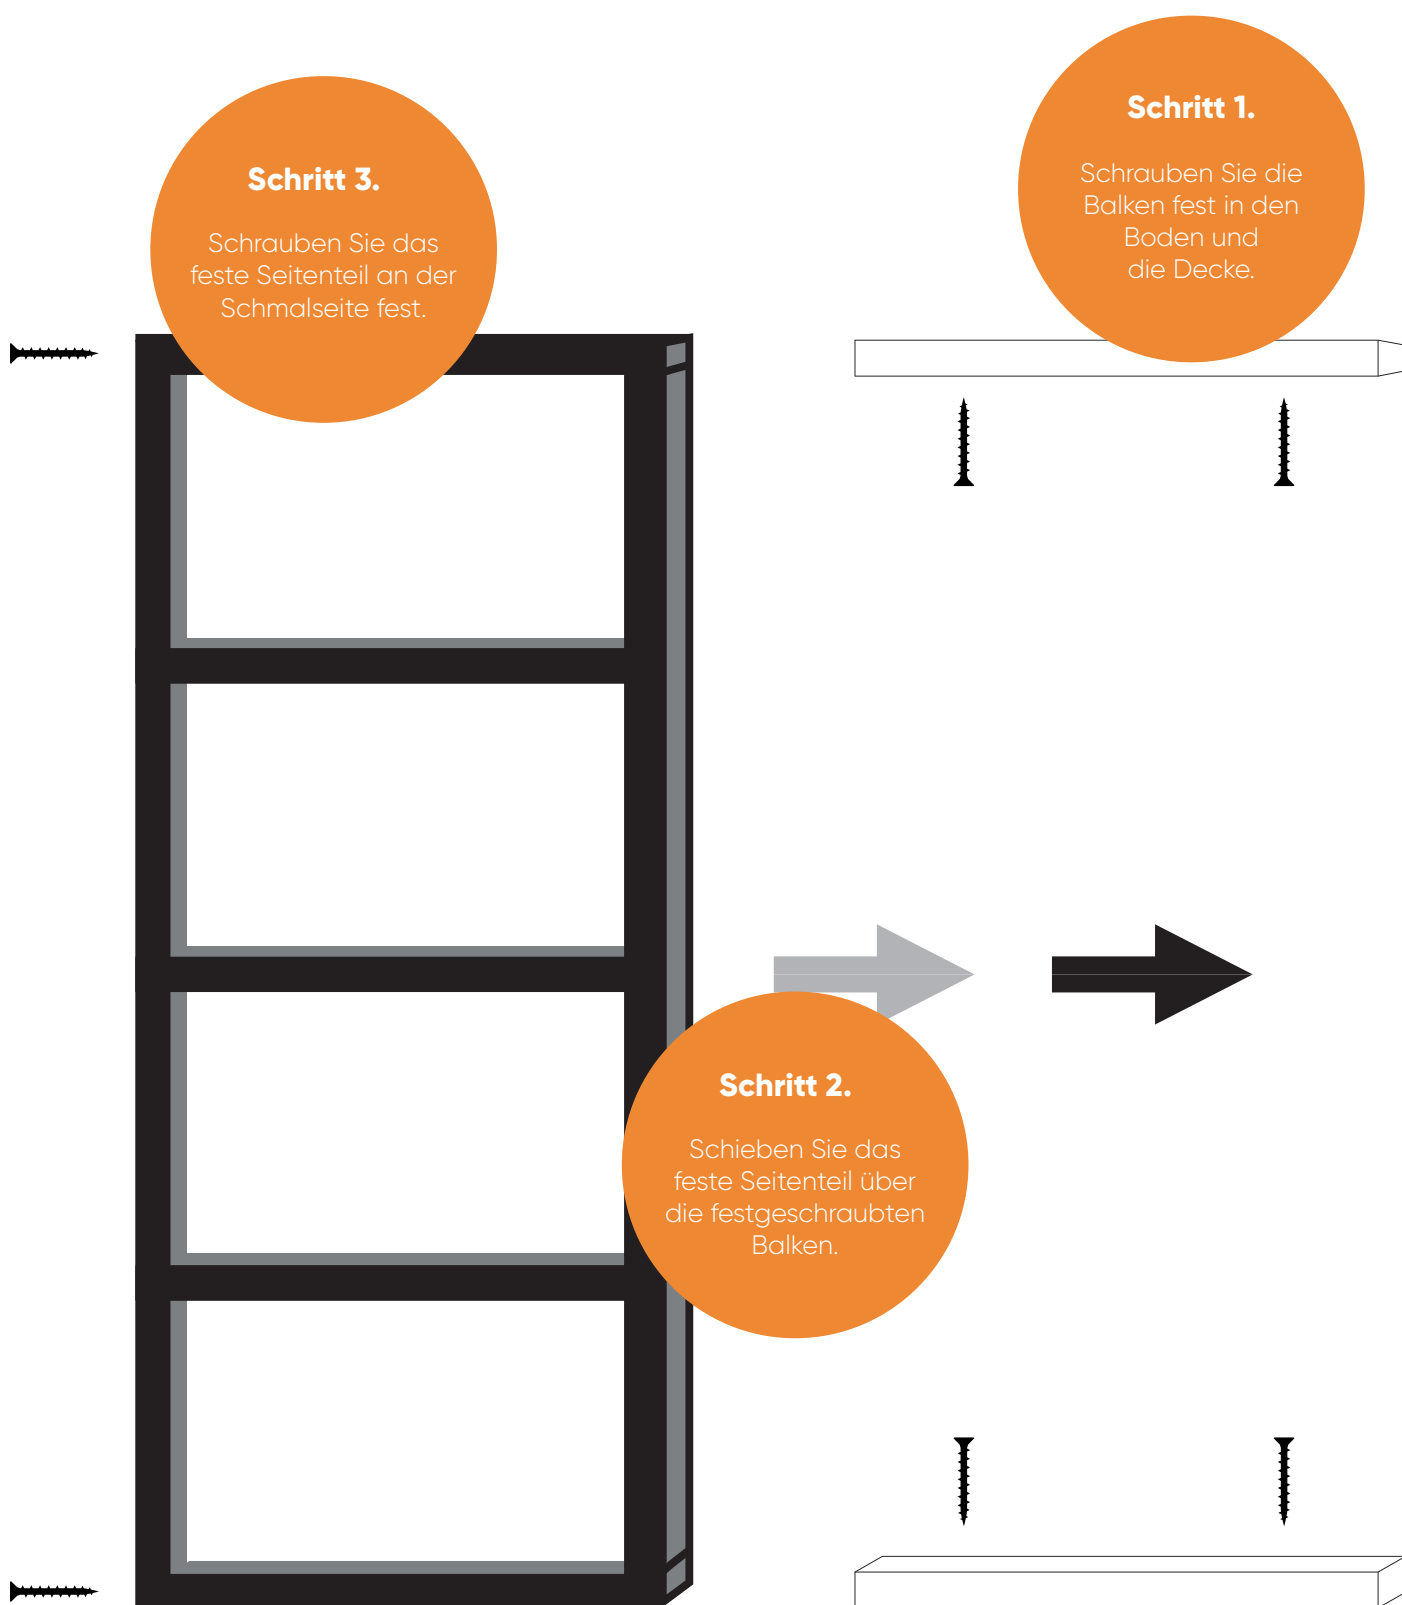 Schritt 3.
Schrauben Sie das
feste Seitenteil an der
Schmalseite fest.
Schritt 1.
Schrauben Sie die
Balken fest in den
Boden und
die Decke.
Schritt 2.
Schieben Sie das
feste Seitenteil über
die festgeschraubten
Balken.